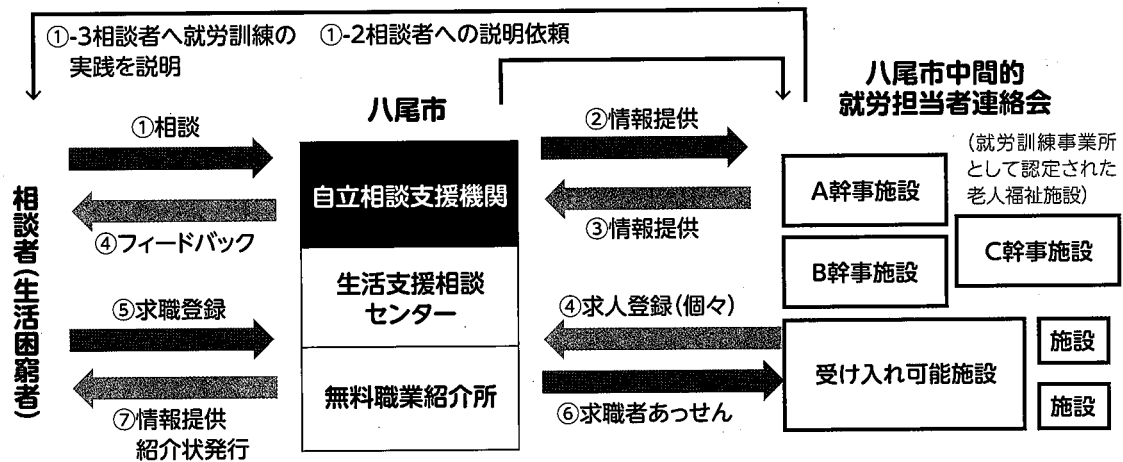 ①-3相談者へ就労訓練の
実践を説明
①-2相談者への説明依頼
八尾市中間的
就労担当者連絡会
八尾市
①相談
②情報提供
(就労訓練事業所
として認定された
老人福祉施設)
相談者(生活困窮者)
自立相談支援機関
A幹事施設
④フィードバック
③情報提供
C幹事施設
B幹事施設
生活支援相談
センター
⑤求職登録
④求人登録(個々)
施設
受け入れ可能施設
無料職業紹介所
施設
⑦情報提供
紹介状発行
⑥求職者あっせん